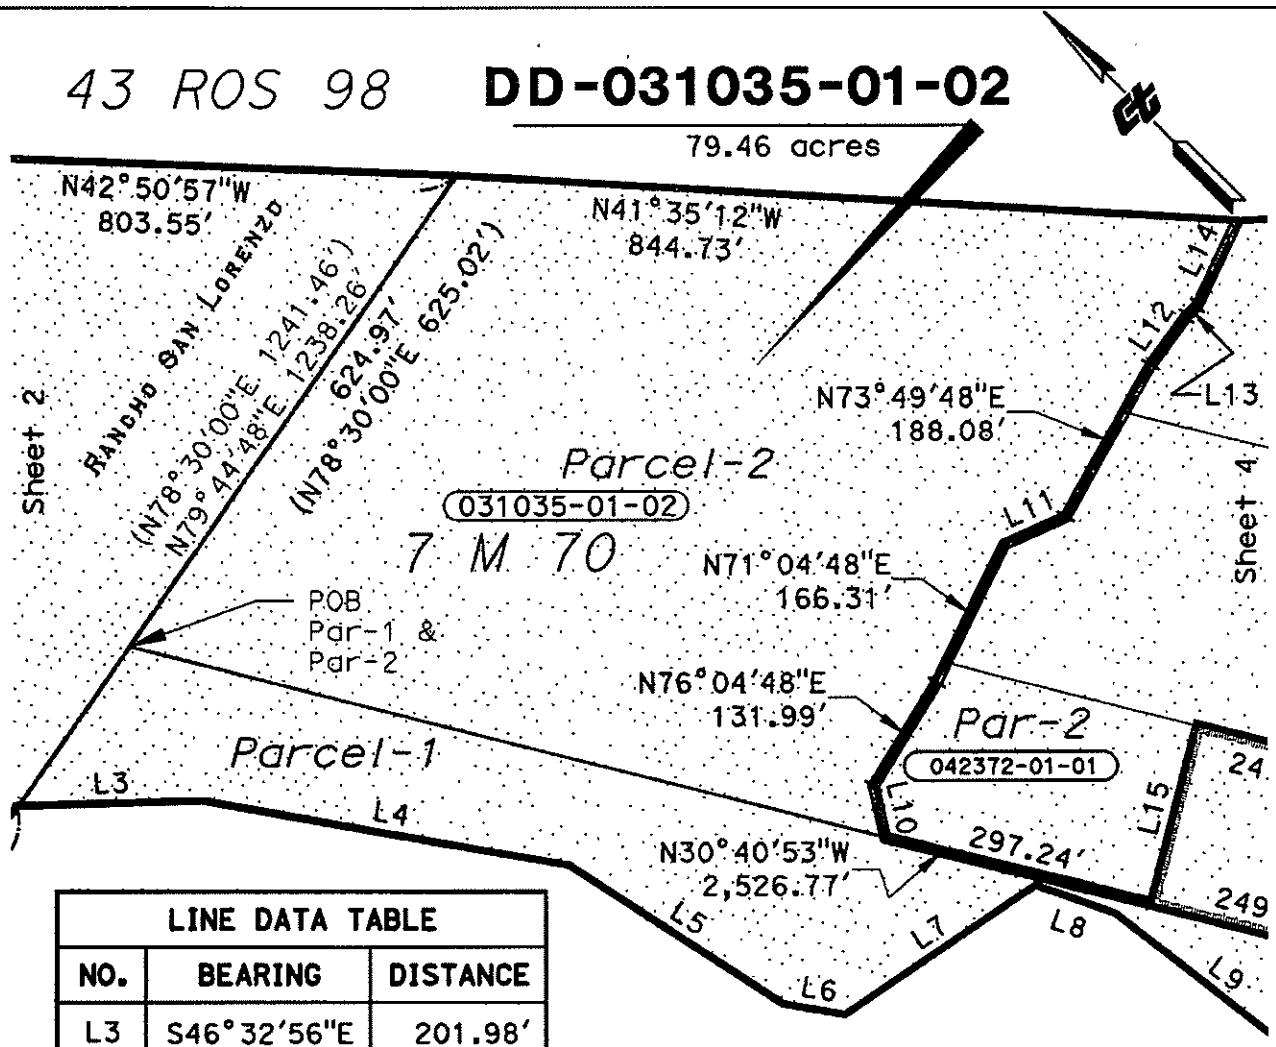 43 ROS 98
DD-031035-01-02
79.46 acres
ct
N42°50'57"W
803.55'
N41°35'12"W
844.73'
RANCHO SAN LORENZO
(N78°30'00"E 1241.46')
N79°44'48"E 1238.26'
624.97'
(N78°30'00"E 625.02')
Sheet 2
L14
L12
L13
N73°49'48"E
188.08'
Parcel-2
031035-01-02
7 M 70
L11
Sheet 4
N71°04'48"E
166.31'
POB
Par-1 &
Par-2
N76°04'48"E
131.99'
Par-2
042372-01-01
Parcel-1
L3
L4
L10
L15
24
N30°40'53"W
2,526.77'
297.24'
249
L5
L6
L7
L8
L9
LINE DATA TABLE
NO. BEARING DISTANCE
L3 S46°32'56"E 201.98'